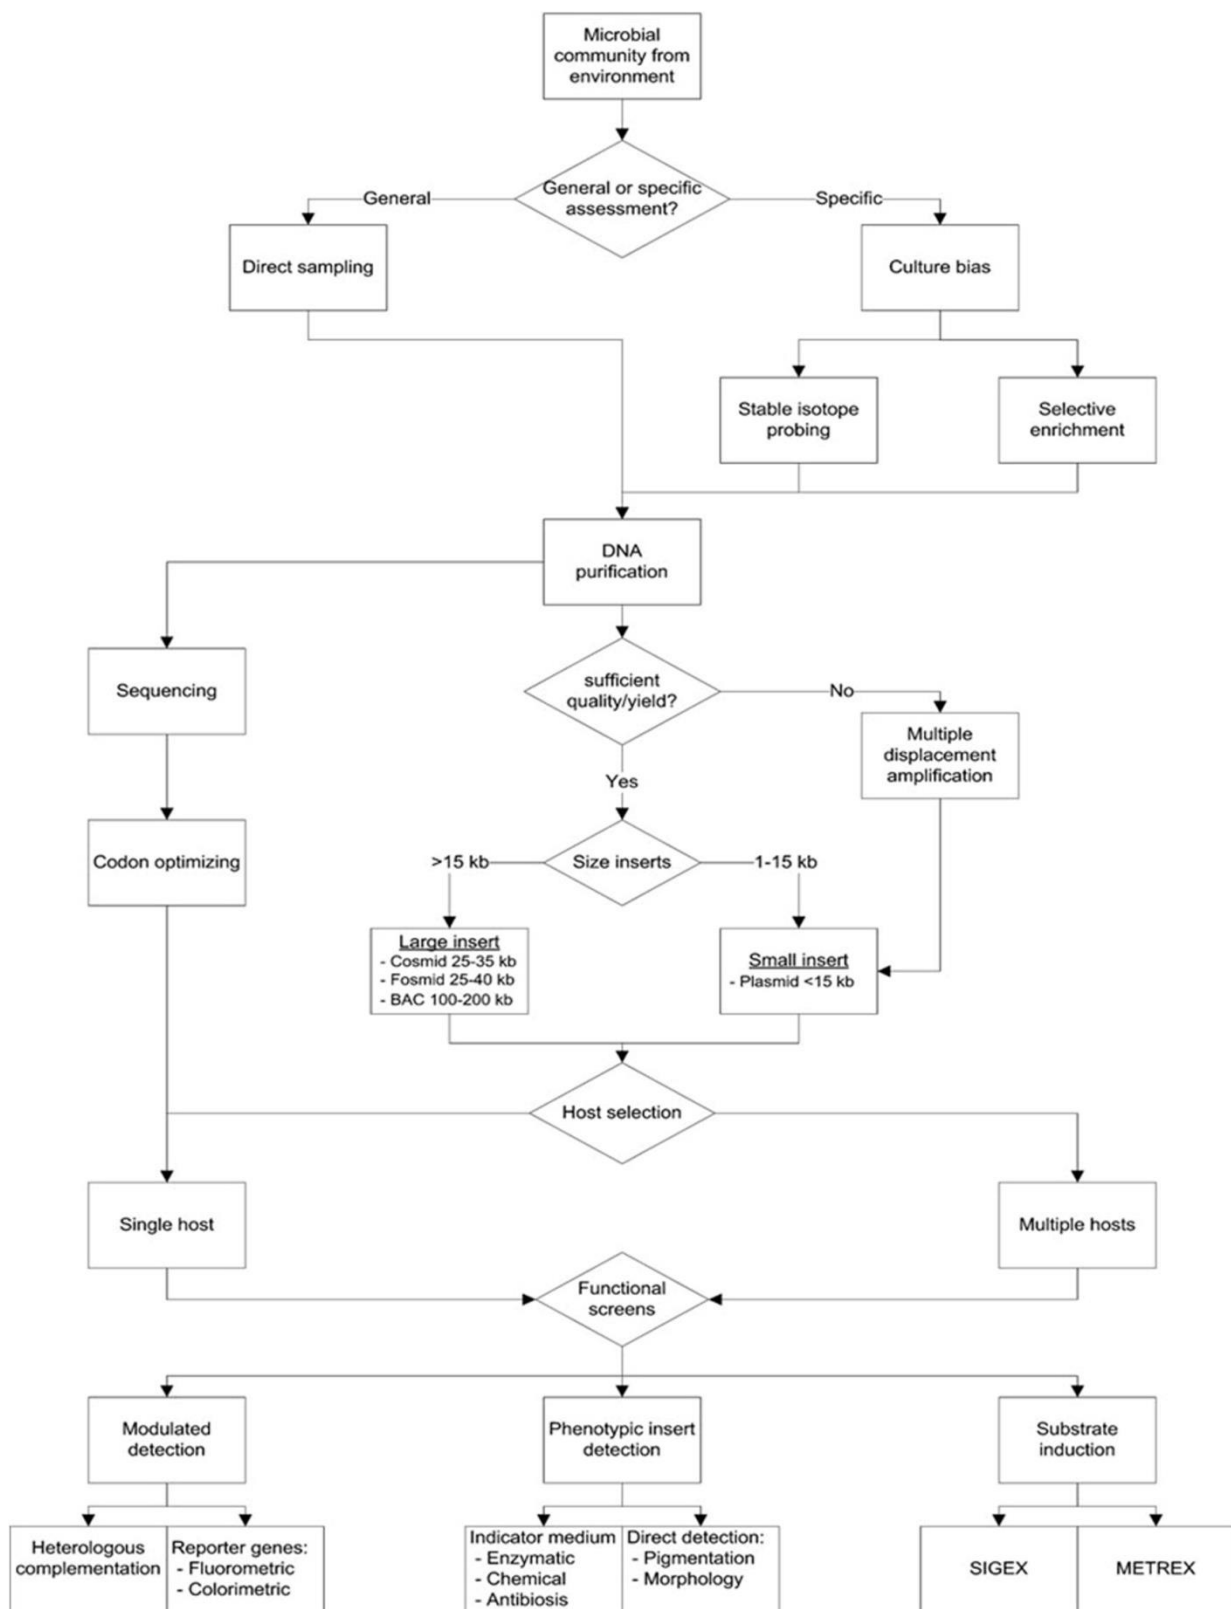 Microbial
community from
environment
General or specific
assessment?
General
Specific
Direct sampling
Culture bias
Stable isotope
probing
Selective
enrichment
DNA
purification
Sequencing
sufficient
quality/yield?
No
Multiple
displacement
amplification
Yes
Codon optimizing
>15 kb
Size inserts
1-15 kb
Large insert
- Cosmid 25-35 kb
- Fosmid 25-40 kb
- BAC 100-200 kb
Small insert
- Plasmid <15 kb
Host selection
Single host
Multiple hosts
Functional
screens
Modulated
detection
Phenotypic insert
detection
Substrate
induction
Heterologous
complementation
Reporter genes:
- Fluorometric
- Colorimetric
Indicator medium
- Enzymatic
- Chemical
- Antibiosis
Direct detection:
- Pigmentation
- Morphology
SIGEX
METREX